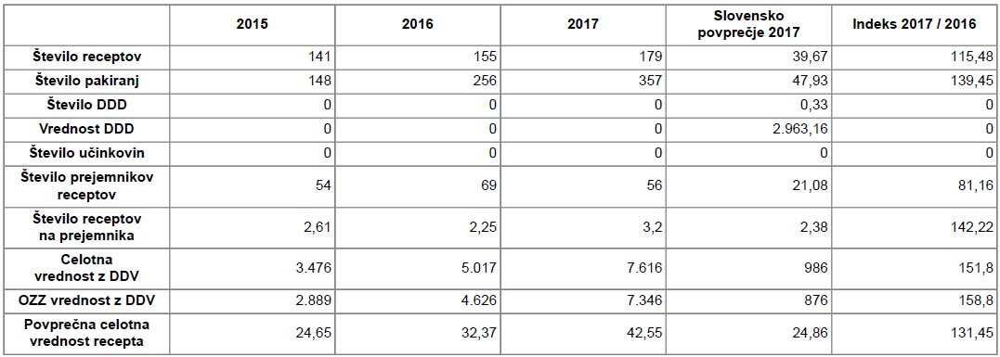 2015 2016 2017 Slovensko povprečje 2017 Indeks 2017 / 2016
Število receptov 141 155 179 39,67 115,48
Število pakiranj 148 256 357 47,93 139,45
Število DDD 0 0 0 0,33 0
Vrednost DDD 0 0 0 2.963,16 0
Število učinkovin 0 0 0 0 0
Število prejemnikov receptov 54 69 56 21,08 81,16
Število receptov na prejemnika 2,61 2,25 3,2 2,38 142,22
Celotna vrednost z DDV 3.476 5.017 7.616 986 151,8
OZZ vrednost z DDV 2.889 4.626 7.346 876 158,8
Povprečna celotna vrednost recepta 24,65 32,37 42,55 24,86 131,45